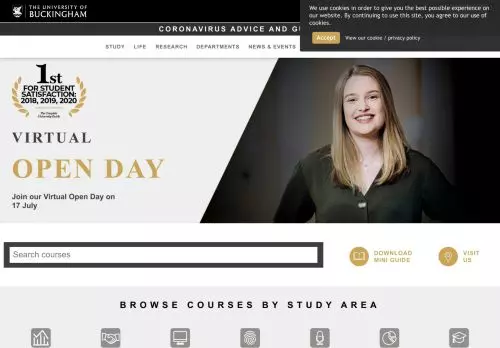 THE UNIVERSITY OF
BUCKINGHAM
We use cookies in order to give you the best possible experience
on our website. By continuing to use this site, you agree to our use
of cookies.
Accept
View our cookie / privacy policy
CORONAVIRUS ADVICE AND GU
STUDY LIFE RESEARCH DEPARTMENTS NEWS & EVENTS
1st
FOR STUDENT
SATISFACTION:
2018, 2019, 2020
The Complete
University Guide
VIRTUAL
OPEN DAY
Join our Virtual Open Day on
17 July
Search courses
DOWNLOAD
MINI GUIDE
VISIT
US
BROWSE COURSES BY STUDY AREA